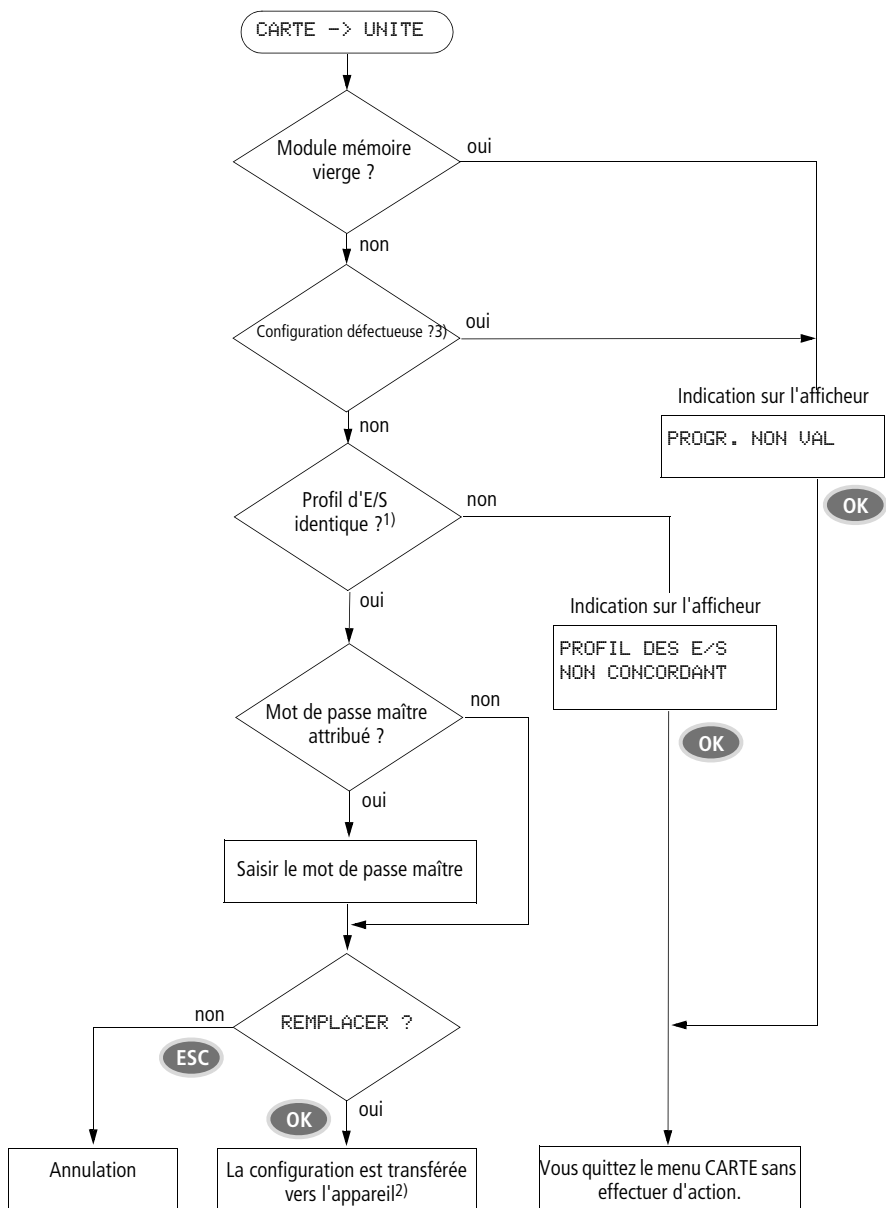 CARTE -> UNITE
Module mémoire
vierge ?
oui
non
Configuration défectueuse ?3)
oui
non
Indication sur l'afficheur
PROGR. NON VAL
OK
Profil d'E/S
identique ?1)
non
oui
Indication sur l'afficheur
PROFIL DES E/S
NON CONCORDANT
OK
Mot de passe maître
attribué ?
non
oui
Saisir le mot de passe maître
REMPLACER ?
non
ESC
OK
oui
Annulation
La configuration est transférée
vers l'appareil2)
Vous quittez le menu CARTE sans
effectuer d'action.